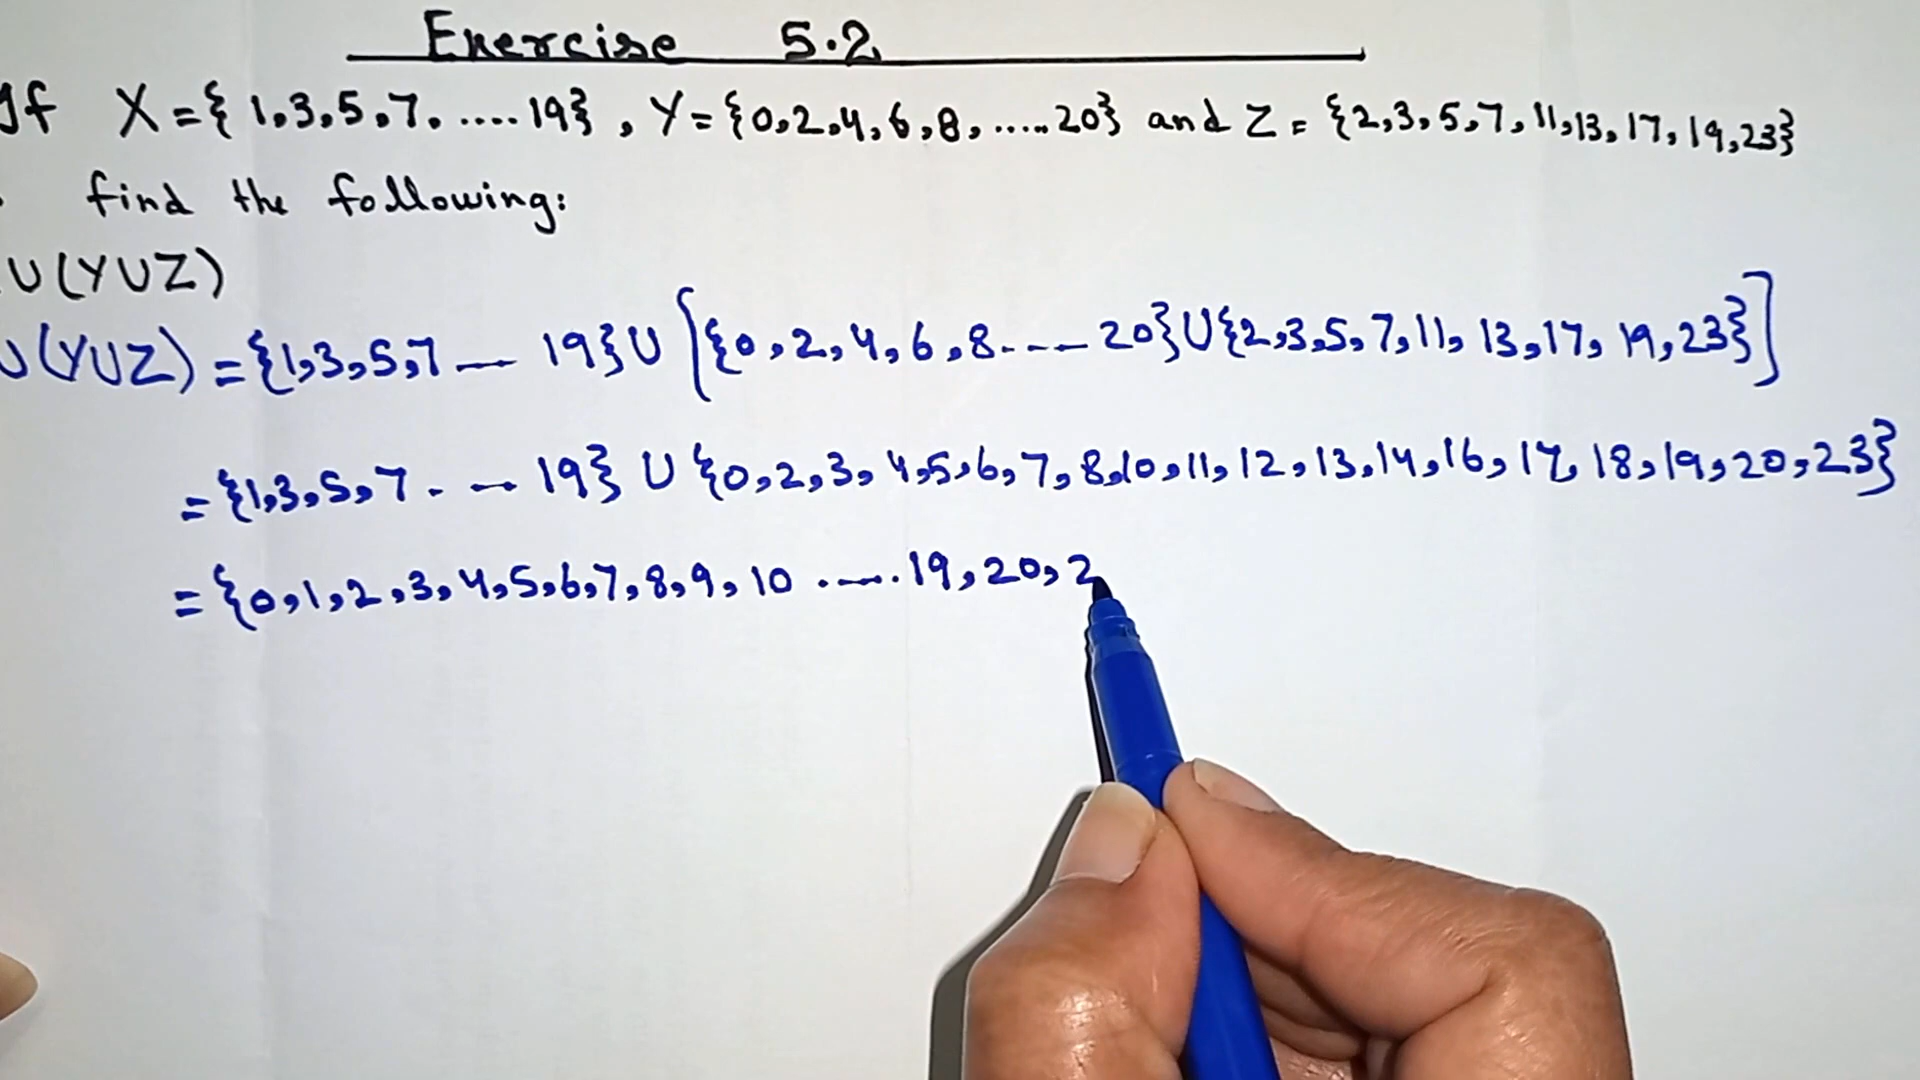 Exercise 5.2
If X = { 1, 3, 5, 7, ..... 19} , Y = {0, 2, 4, 6, 8, ..... 20} and Z = {2, 3, 5, 7, 11, 13, 17, 19, 23}
find the following:
U (Y U Z)
U (Y U Z) = {1, 3, 5, 7 ... 19} U [{0, 2, 4, 6, 8 .... 20} U {2, 3, 5, 7, 11, 13, 17, 19, 23}]
= {1, 3, 5, 7 ... 19} U {0, 2, 3, 4, 5, 6, 7, 8, 10, 11, 12, 13, 14, 16, 17, 18, 19, 20, 23}
= {0, 1, 2, 3, 4, 5, 6, 7, 8, 9, 10 ..... 19, 20, 2